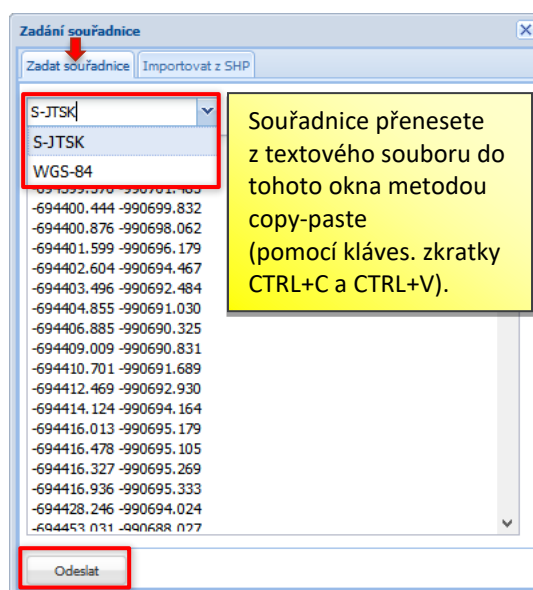 Zadání souřadnice
Zadat souřadnice Importovat z SHP
S-JTSK
S-JTSK
WGS-84
-694400.444 -990699.832
-694400.876 -990698.062
-694401.599 -990696.179
-694402.604 -990694.467
-694403.496 -990692.484
-694404.855 -990691.030
-694406.885 -990690.325
-694409.009 -990690.831
-694410.701 -990691.689
-694412.469 -990692.930
-694414.124 -990694.164
-694416.013 -990695.179
-694416.478 -990695.105
-694416.327 -990695.269
-694416.936 -990695.333
-694428.246 -990694.024
-694453.031 -990688.027
Souřadnice přenesete
z textového souboru do
tohoto okna metodou
copy-paste
(pomocí kláves. zkratky
CTRL+C a CTRL+V).
Odeslat